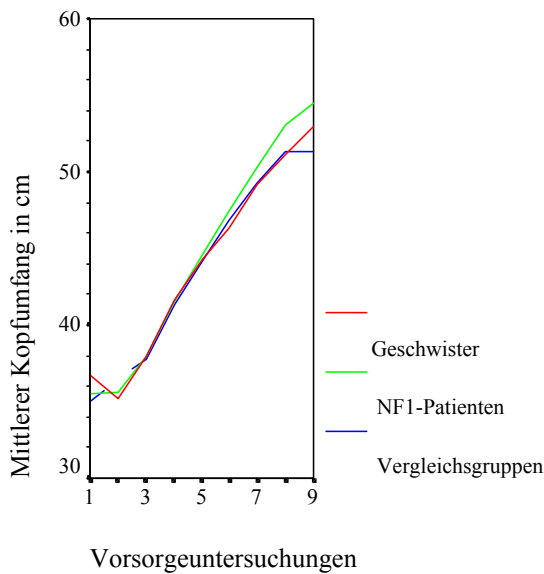 60
50
40
30
Mittlerer Kopfumfang in cm
1 3 5 7 9
Vorsorgeuntersuchungen
Geschwister
NF1-Patienten
Vergleichsgruppen